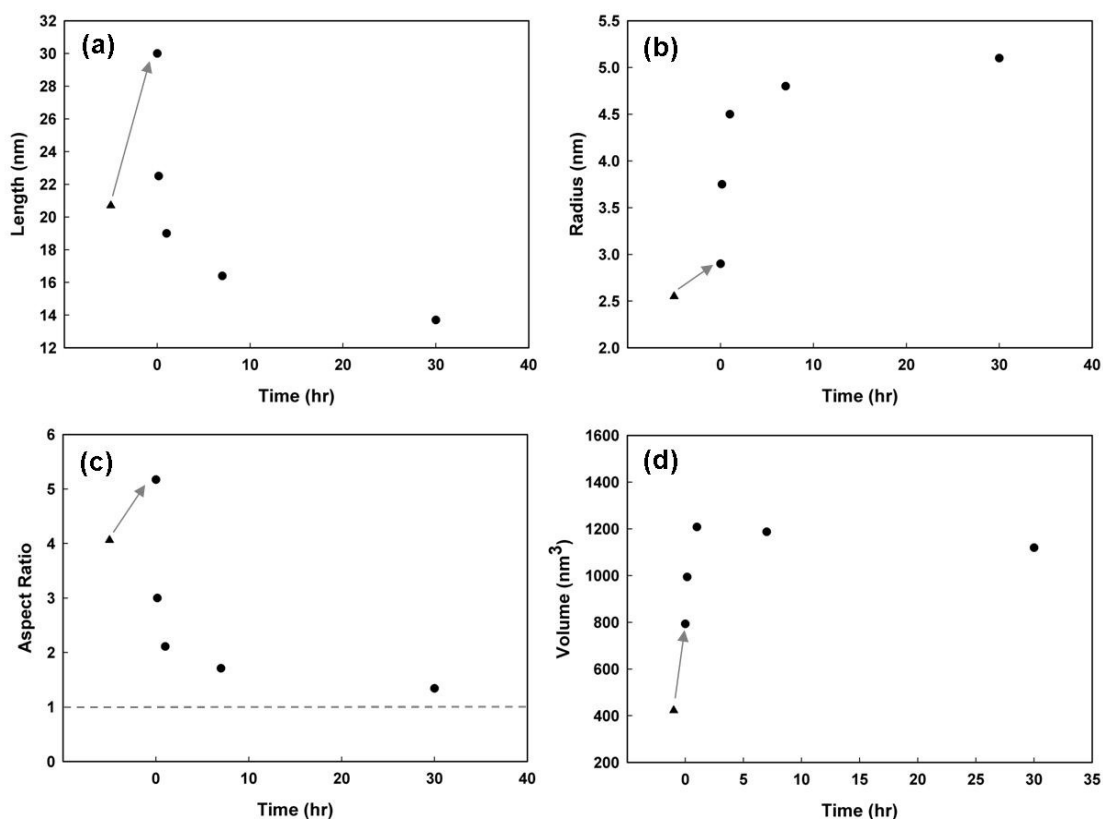 (a)
Length (nm)
32
30
28
26
24
22
20
18
16
14
12
0 10 20 30 40
Time (hr)
(b)
Radius (nm)
5.5
5.0
4.5
4.0
3.5
3.0
2.5
2.0
0 10 20 30 40
Time (hr)
(c)
Aspect Ratio
6
5
4
3
2
1
0
0 10 20 30 40
Time (hr)
(d)
Volume (nm³)
1600
1400
1200
1000
800
600
400
200
0 5 10 15 20 25 30 35
Time (hr)